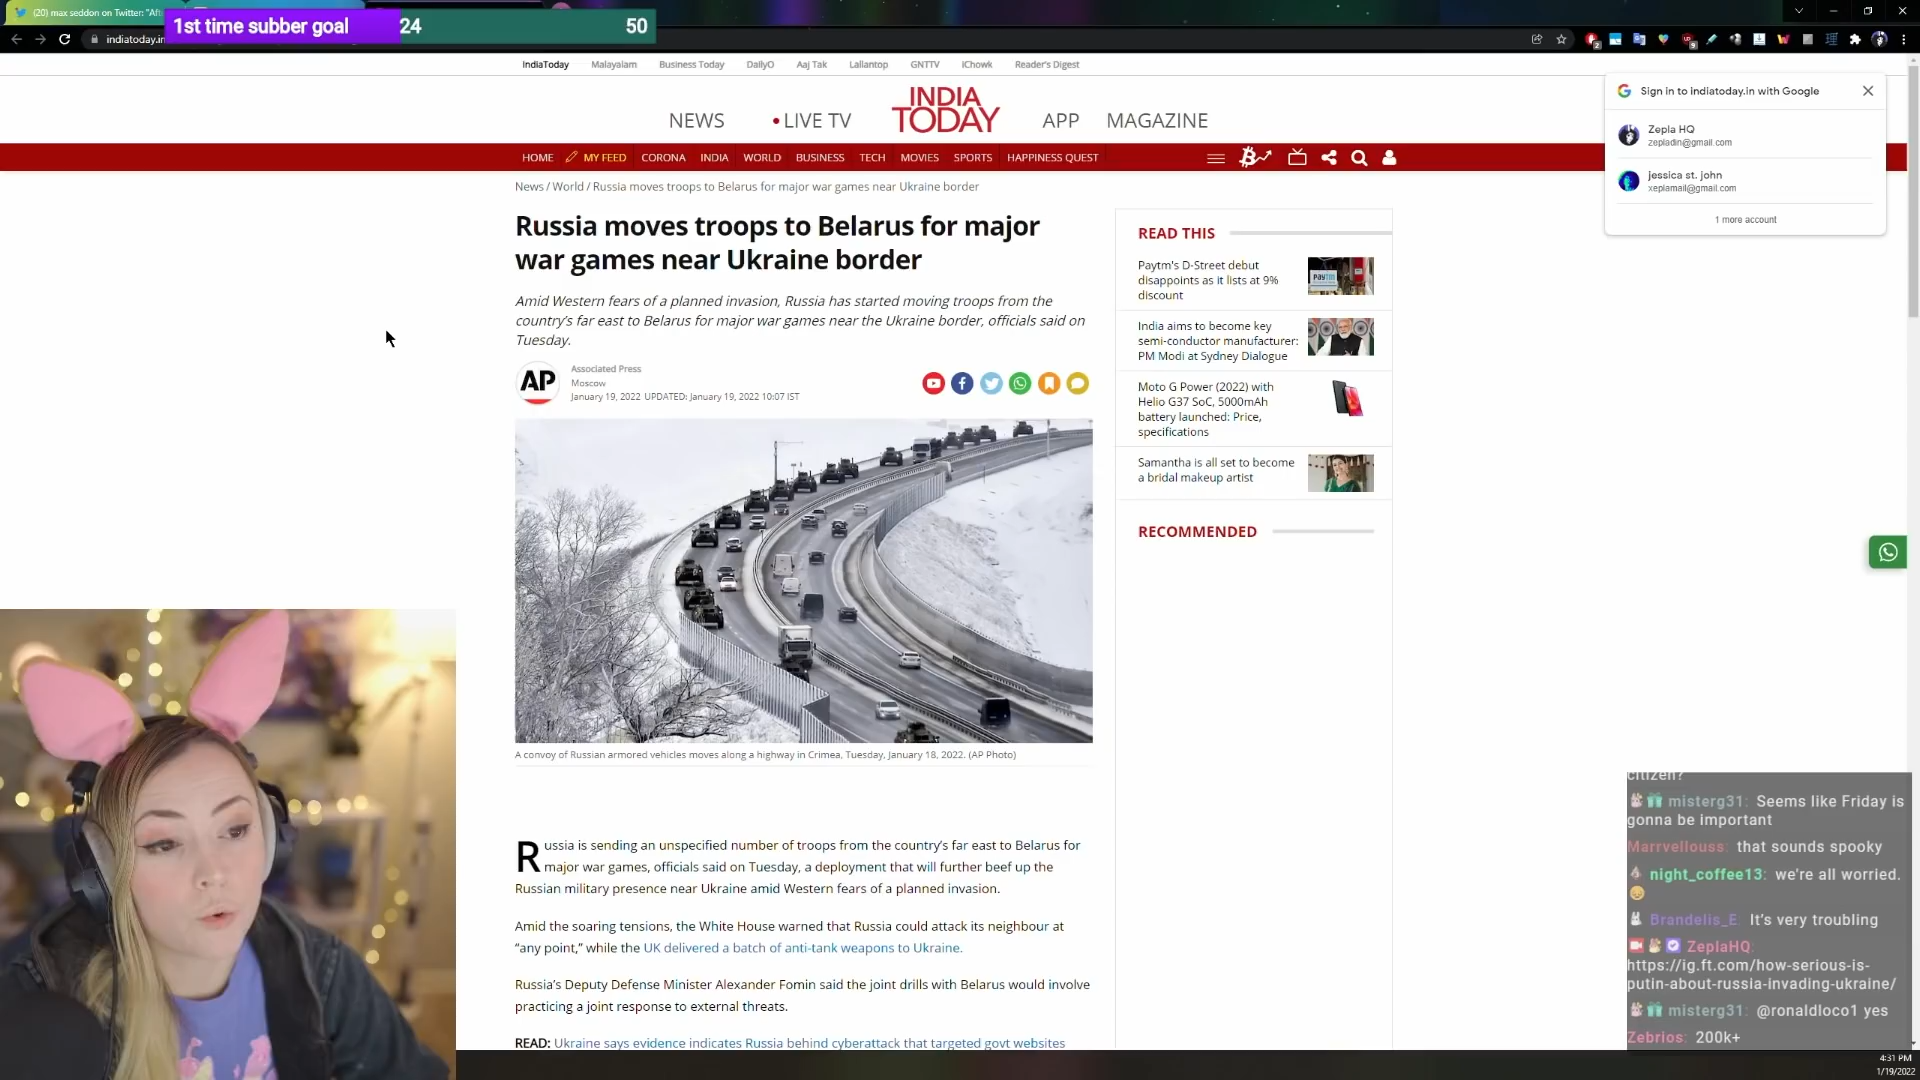 (20) max seddon on Twitter: "Aft
1st time subber goal
24
50
indiatoday.in
IndiaToday
Malayalam
Business Today
DailyO
Aaj Tak
Lallantop
GNTTV
iChowk
Reader's Digest
NEWS
• LIVE TV
INDIA
TODAY
APP
MAGAZINE
HOME
MY FEED
CORONA
INDIA
WORLD
BUSINESS
TECH
MOVIES
SPORTS
HAPPINESS QUEST
Sign in to indiatoday.in with Google
Zepla HQ
zepladin@gmail.com
jessica st. john
xeplamail@gmail.com
1 more account
News / World / Russia moves troops to Belarus for major war games near Ukraine border
Russia moves troops to Belarus for major
war games near Ukraine border
Amid Western fears of a planned invasion, Russia has started moving troops from the
country's far east to Belarus for major war games near the Ukraine border, officials said on
Tuesday.
AP
Associated Press
Moscow
January 19, 2022 UPDATED: January 19, 2022 10:07 IST
A convoy of Russian armored vehicles moves along a highway in Crimea, Tuesday, January 18, 2022. (AP Photo)
Russia is sending an unspecified number of troops from the country's far east to Belarus for
major war games, officials said on Tuesday, a deployment that will further beef up the
Russian military presence near Ukraine amid Western fears of a planned invasion.
Amid the soaring tensions, the White House warned that Russia could attack its neighbour at
“any point,” while the UK delivered a batch of anti-tank weapons to Ukraine.
Russia's Deputy Defense Minister Alexander Fomin said the joint drills with Belarus would involve
practicing a joint response to external threats.
READ: Ukraine says evidence indicates Russia behind cyberattack that targeted govt websites
READ THIS
Paytm's D-Street debut
disappoints as it lists at 9%
discount
paytm
India aims to become key
semi-conductor manufacturer:
PM Modi at Sydney Dialogue
Moto G Power (2022) with
Helio G37 SoC, 5000mAh
battery launched: Price,
specifications
Samantha is all set to become
a bridal makeup artist
RECOMMENDED
citizen?
misterg31: Seems like Friday is
gonna be important
Marrvellouss: that sounds spooky
night_coffee13: we're all worried.
Brandelis_E: It's very troubling
ZeplaHQ:
https://ig.ft.com/how-serious-is-
putin-about-russia-invading-ukraine/
misterg31: @ronaldloco1 yes
Zebrios: 200k+
4:31 PM
1/19/2022